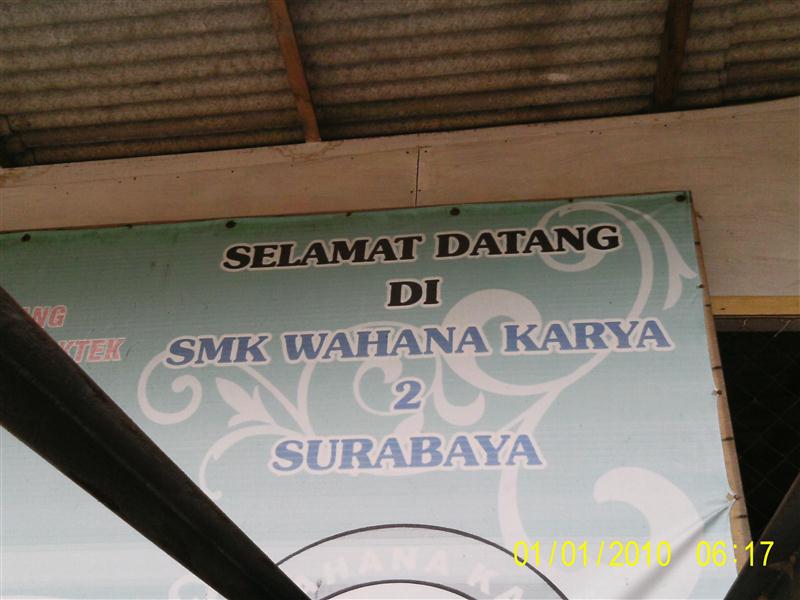 SELAMAT DATANG
DI
SMK WAHANA KARYA
2
SURABAYA
01/01/2010 06:17